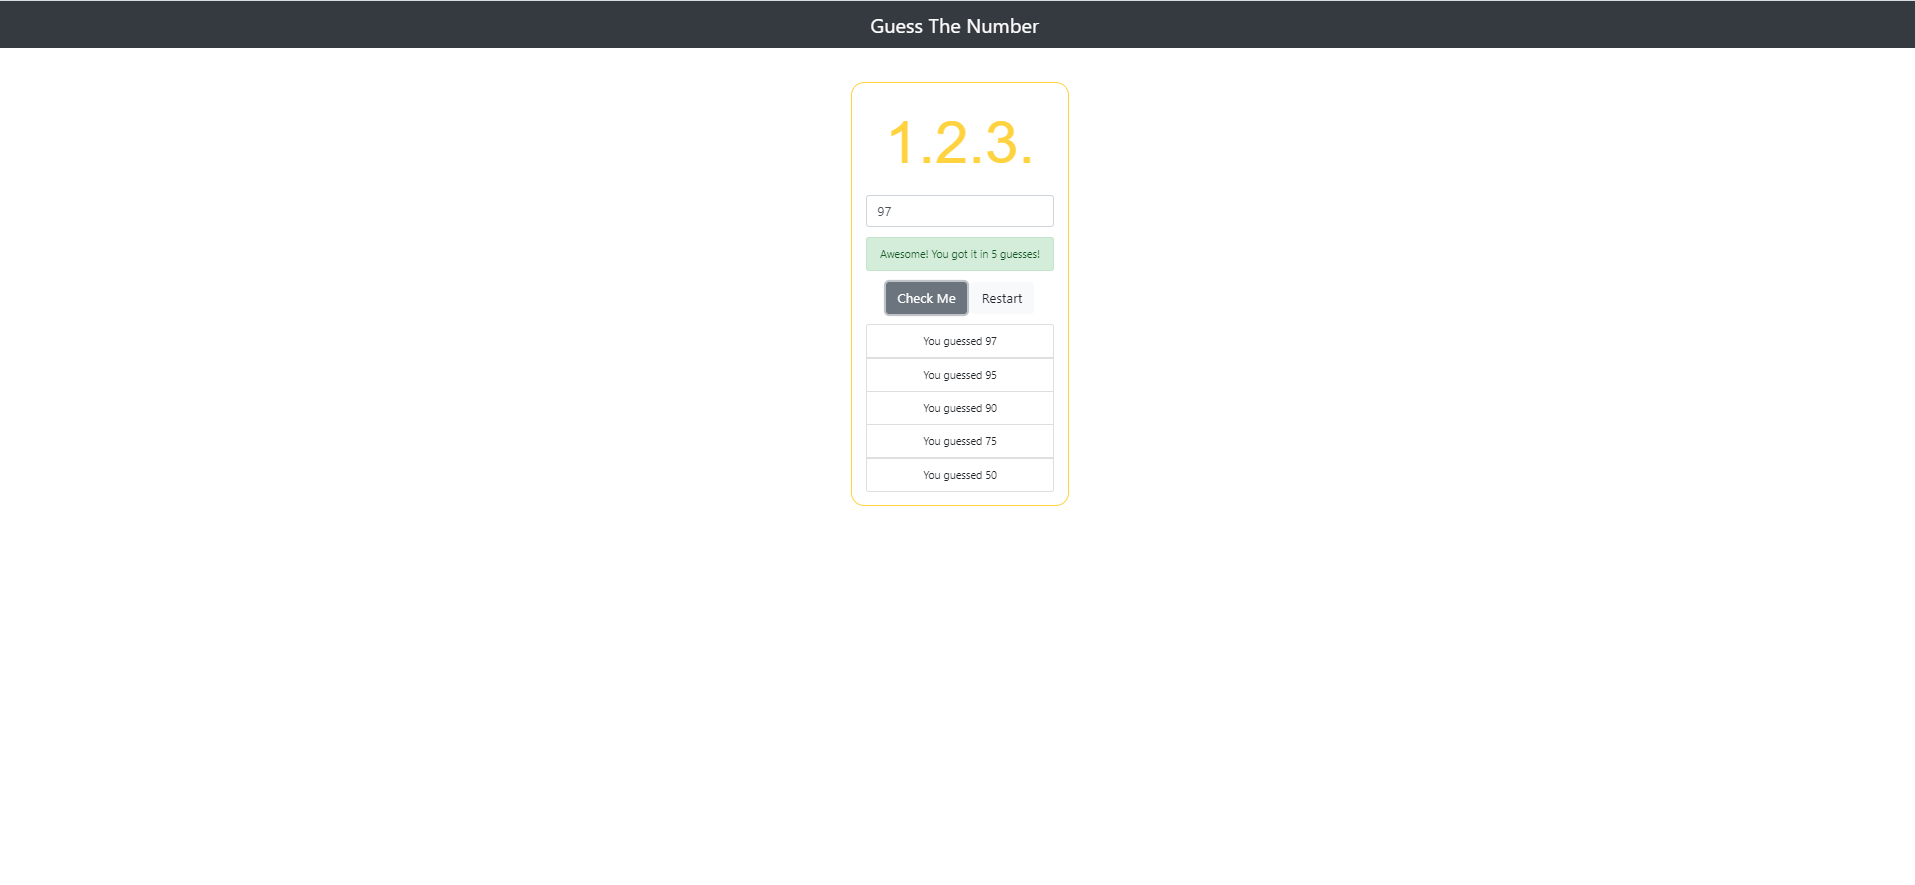 Guess The Number
1.2.3.
97
Awesome! You got it in 5 guesses!
Check Me Restart
You guessed 97
You guessed 95
You guessed 90
You guessed 75
You guessed 50